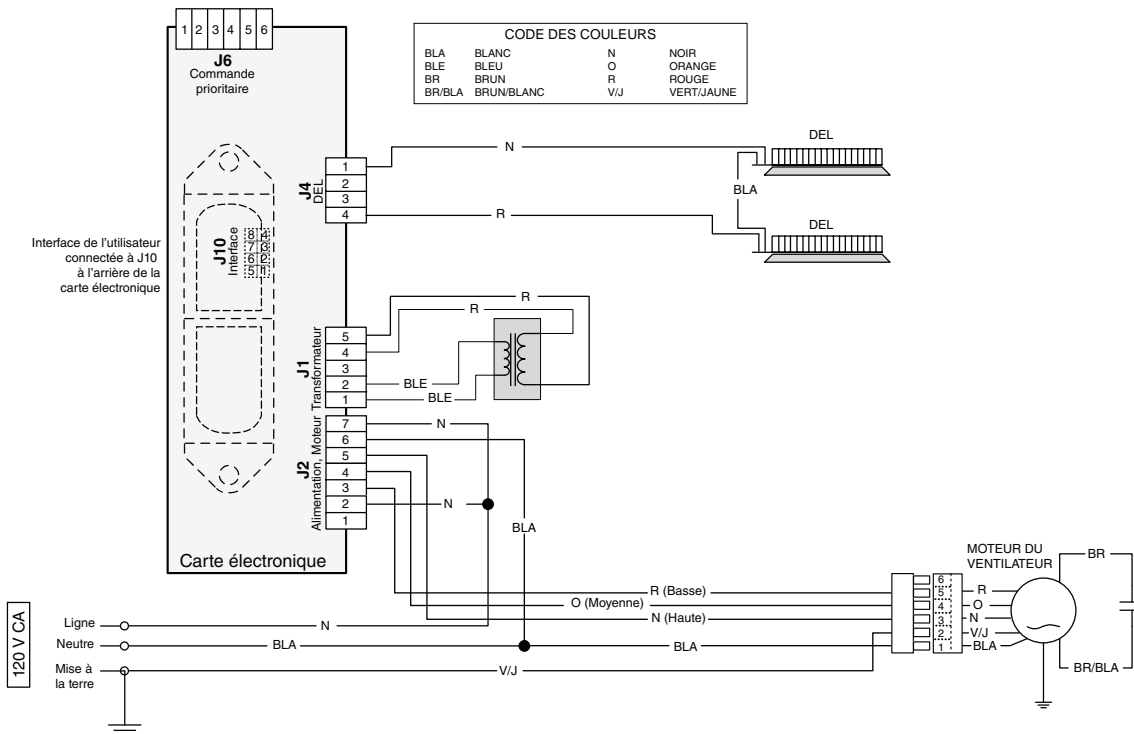 1 2 3 4 5 6
J6
Commande
prioritaire
CODE DES COULEURS
BLA BLANC N NOIR
BLE BLEU O ORANGE
BR BRUN R ROUGE
BR/BLA BRUN/BLANC V/J VERT/JAUNE
DEL
N
BLA
DEL
R
J4
DEL
1
2
3
4
Interface de l'utilisateur
connectée à J10
à l'arrière de la
carte électronique
J10
Interface
8 4
7 3
6 2
5 1
R
R
J1
Transformateur
5
4
3
2
1
BLE
BLE
J2
Alimentation, Moteur
7
6
5
4
3
2
1
N
N
BLA
Carte électronique
MOTEUR DU
VENTILATEUR
BR
R (Basse)
O (Moyenne)
N (Haute)
6
5
4
3
2
1
R
O
N
V/J
BLA
BR/BLA
120 V CA
Ligne
N
Neutre
BLA
BLA
Mise à
la terre
V/J